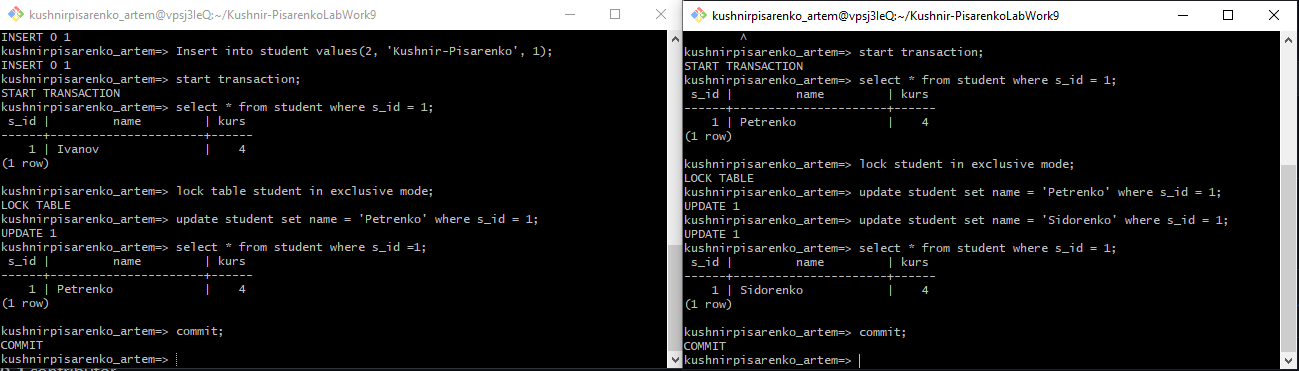 kushnirpisarenko_artem@vpsj3leQ:~/Kushnir-PisarenkoLabWork9
INSERT 0 1
kushnirpisarenko_artem=> Insert into student values(2, 'Kushnir-Pisarenko', 1);
INSERT 0 1
kushnirpisarenko_artem=> start transaction;
START TRANSACTION
kushnirpisarenko_artem=> select * from student where s_id = 1;
 s_id |         name         | kurs
------+----------------------+------
    1 | Ivanov               |    4
(1 row)
kushnirpisarenko_artem=> lock table student in exclusive mode;
LOCK TABLE
kushnirpisarenko_artem=> update student set name = 'Petrenko' where s_id = 1;
UPDATE 1
kushnirpisarenko_artem=> select * from student where s_id =1;
 s_id |         name         | kurs
------+----------------------+------
    1 | Petrenko             |    4
(1 row)
kushnirpisarenko_artem=> commit;
COMMIT
kushnirpisarenko_artem=>
contributor
kushnirpisarenko_artem@vpsj3leQ:~/Kushnir-PisarenkoLabWork9
^
kushnirpisarenko_artem=> start transaction;
START TRANSACTION
kushnirpisarenko_artem=> select * from student where s_id = 1;
 s_id |         name         | kurs
------+----------------------+------
    1 | Petrenko             |    4
(1 row)
kushnirpisarenko_artem=> lock student in exclusive mode;
LOCK TABLE
kushnirpisarenko_artem=> update student set name = 'Petrenko' where s_id = 1;
UPDATE 1
kushnirpisarenko_artem=> update student set name = 'Sidorenko' where s_id = 1;
UPDATE 1
kushnirpisarenko_artem=> select * from student where s_id = 1;
 s_id |         name         | kurs
------+----------------------+------
    1 | Sidorenko            |    4
(1 row)
kushnirpisarenko_artem=> commit;
COMMIT
kushnirpisarenko_artem=>